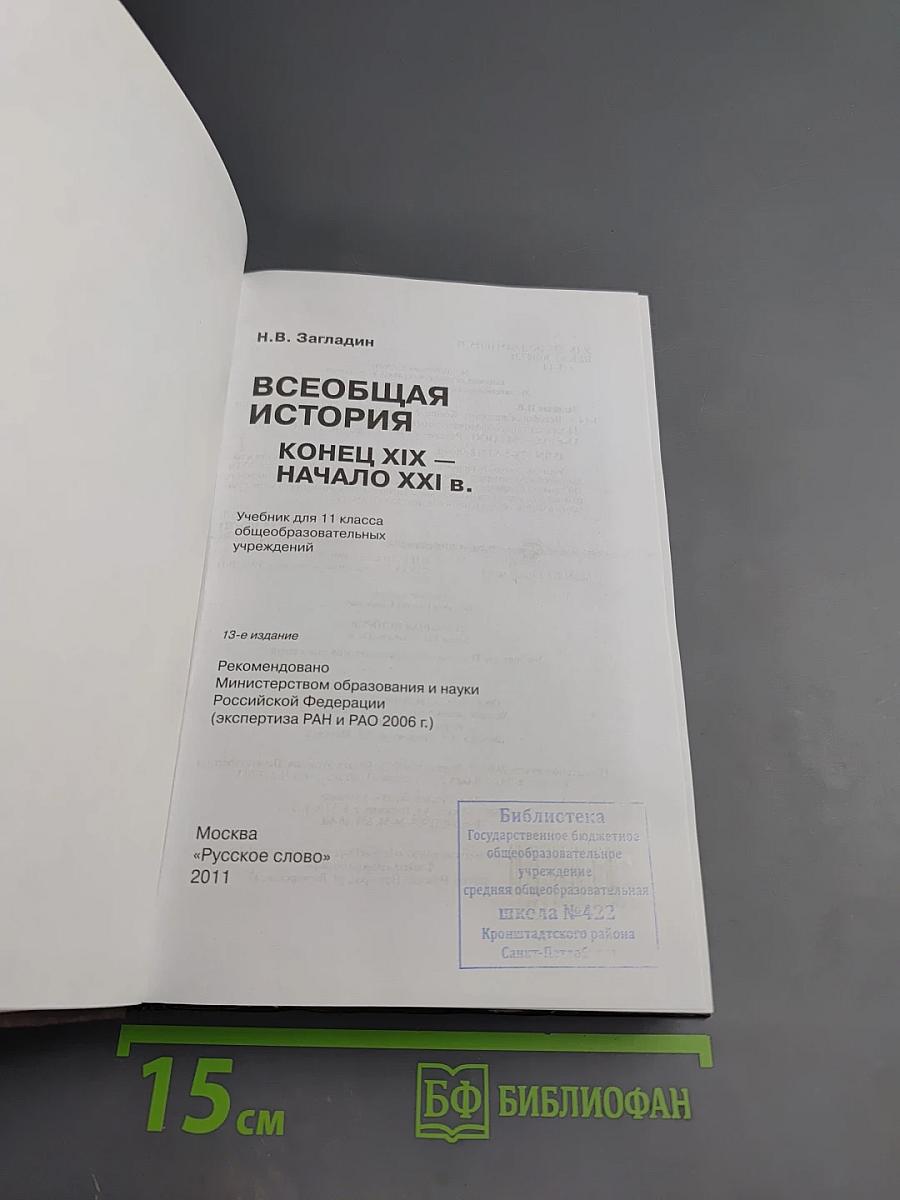 Н.В. Загладин
ВСЕОБЩАЯ
ИСТОРИЯ
КОНЕЦ XIX —
НАЧАЛО XXI в.
Учебник для 11 класса
общеобразовательных
учреждений
13-е издание
Рекомендовано
Министерством образования и науки
Российской Федерации
(экспертиза РАН и РАО 2006 г.)
Москва
«Русское слово»
2011
Библиотека
Государственное бюджетное
общеобразовательное
учреждение
средняя общеобразовательная
школа №422
Кронштадтского района
15 см
БФ БИБЛИОФАН